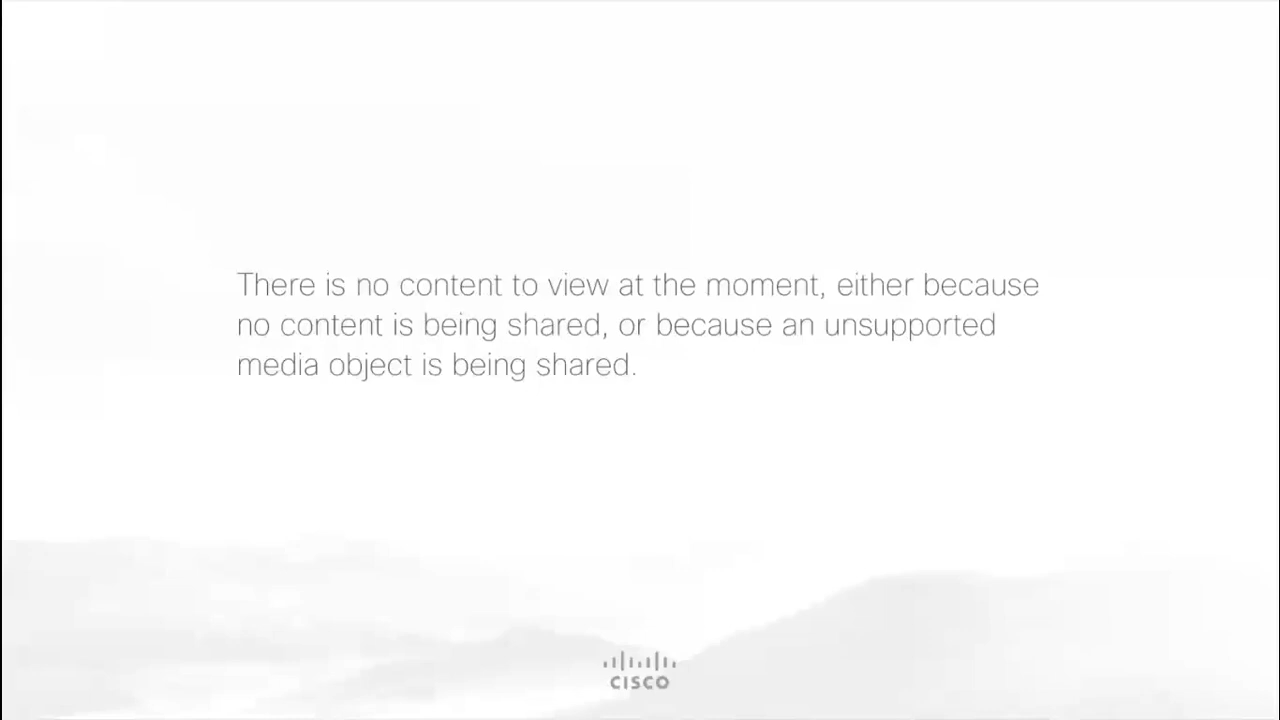 There is no content to view at the moment, either because
no content is being shared, or because an unsupported
media object is being shared.
CISCO